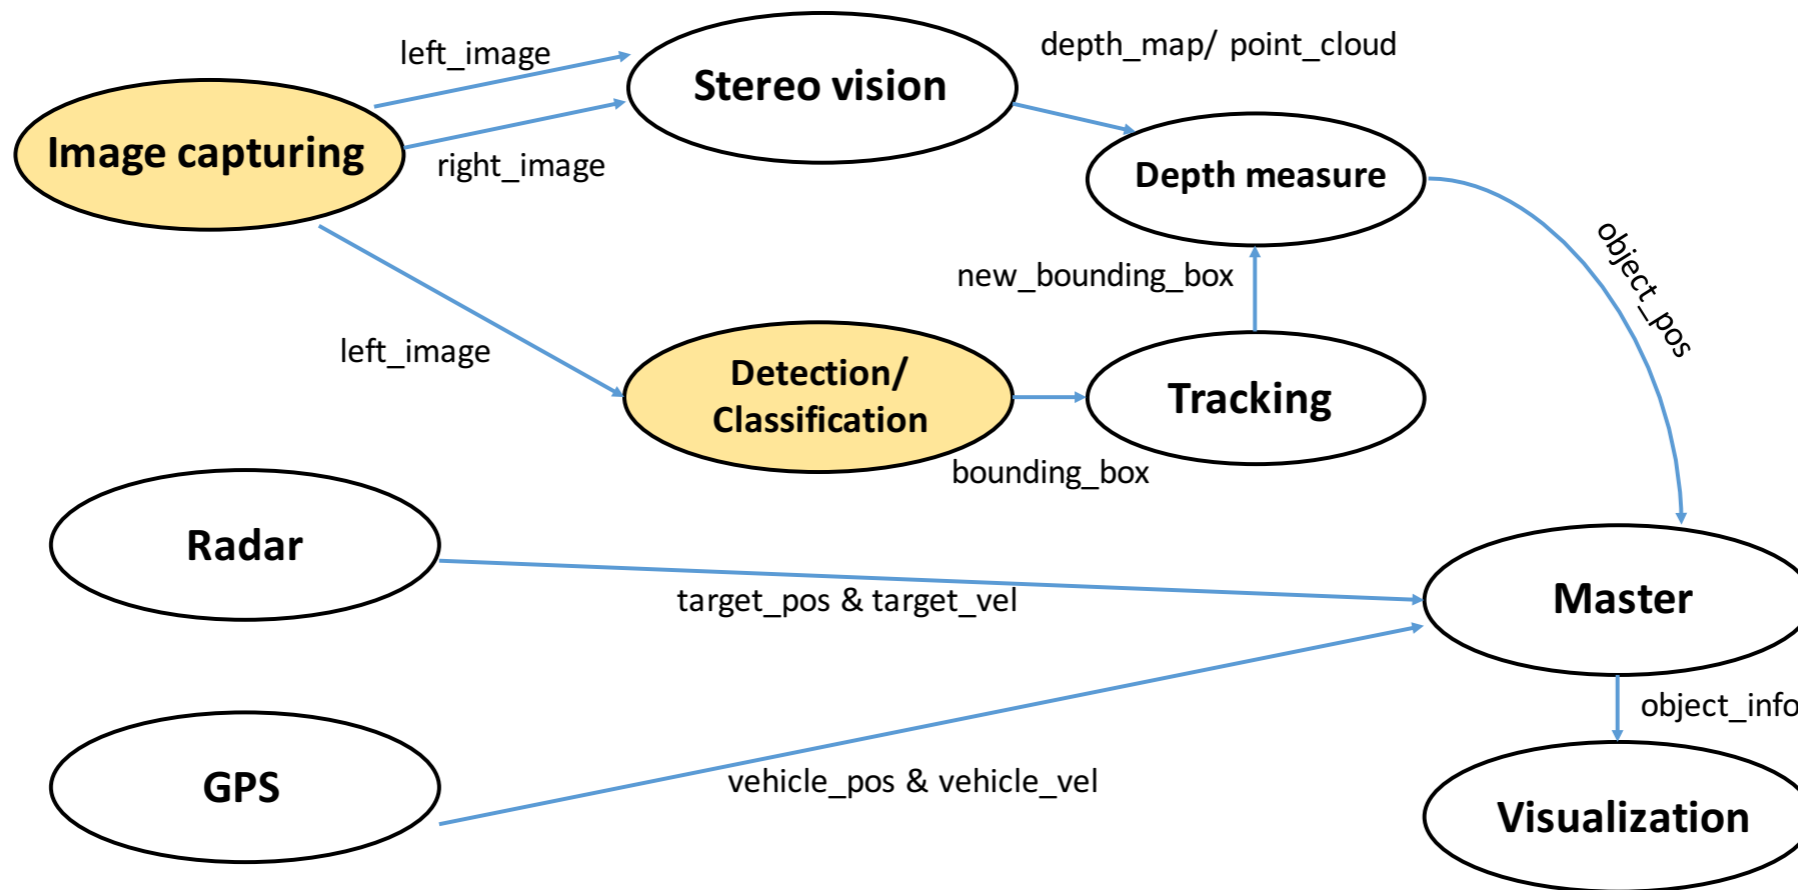 left_image
Stereo vision
depth_map/ point_cloud
Image capturing
right_image
Depth measure
object_pos
new_bounding_box
left_image
Detection/
Classification
Tracking
bounding_box
Radar
target_pos & target_vel
Master
object_info
GPS
vehicle_pos & vehicle_vel
Visualization